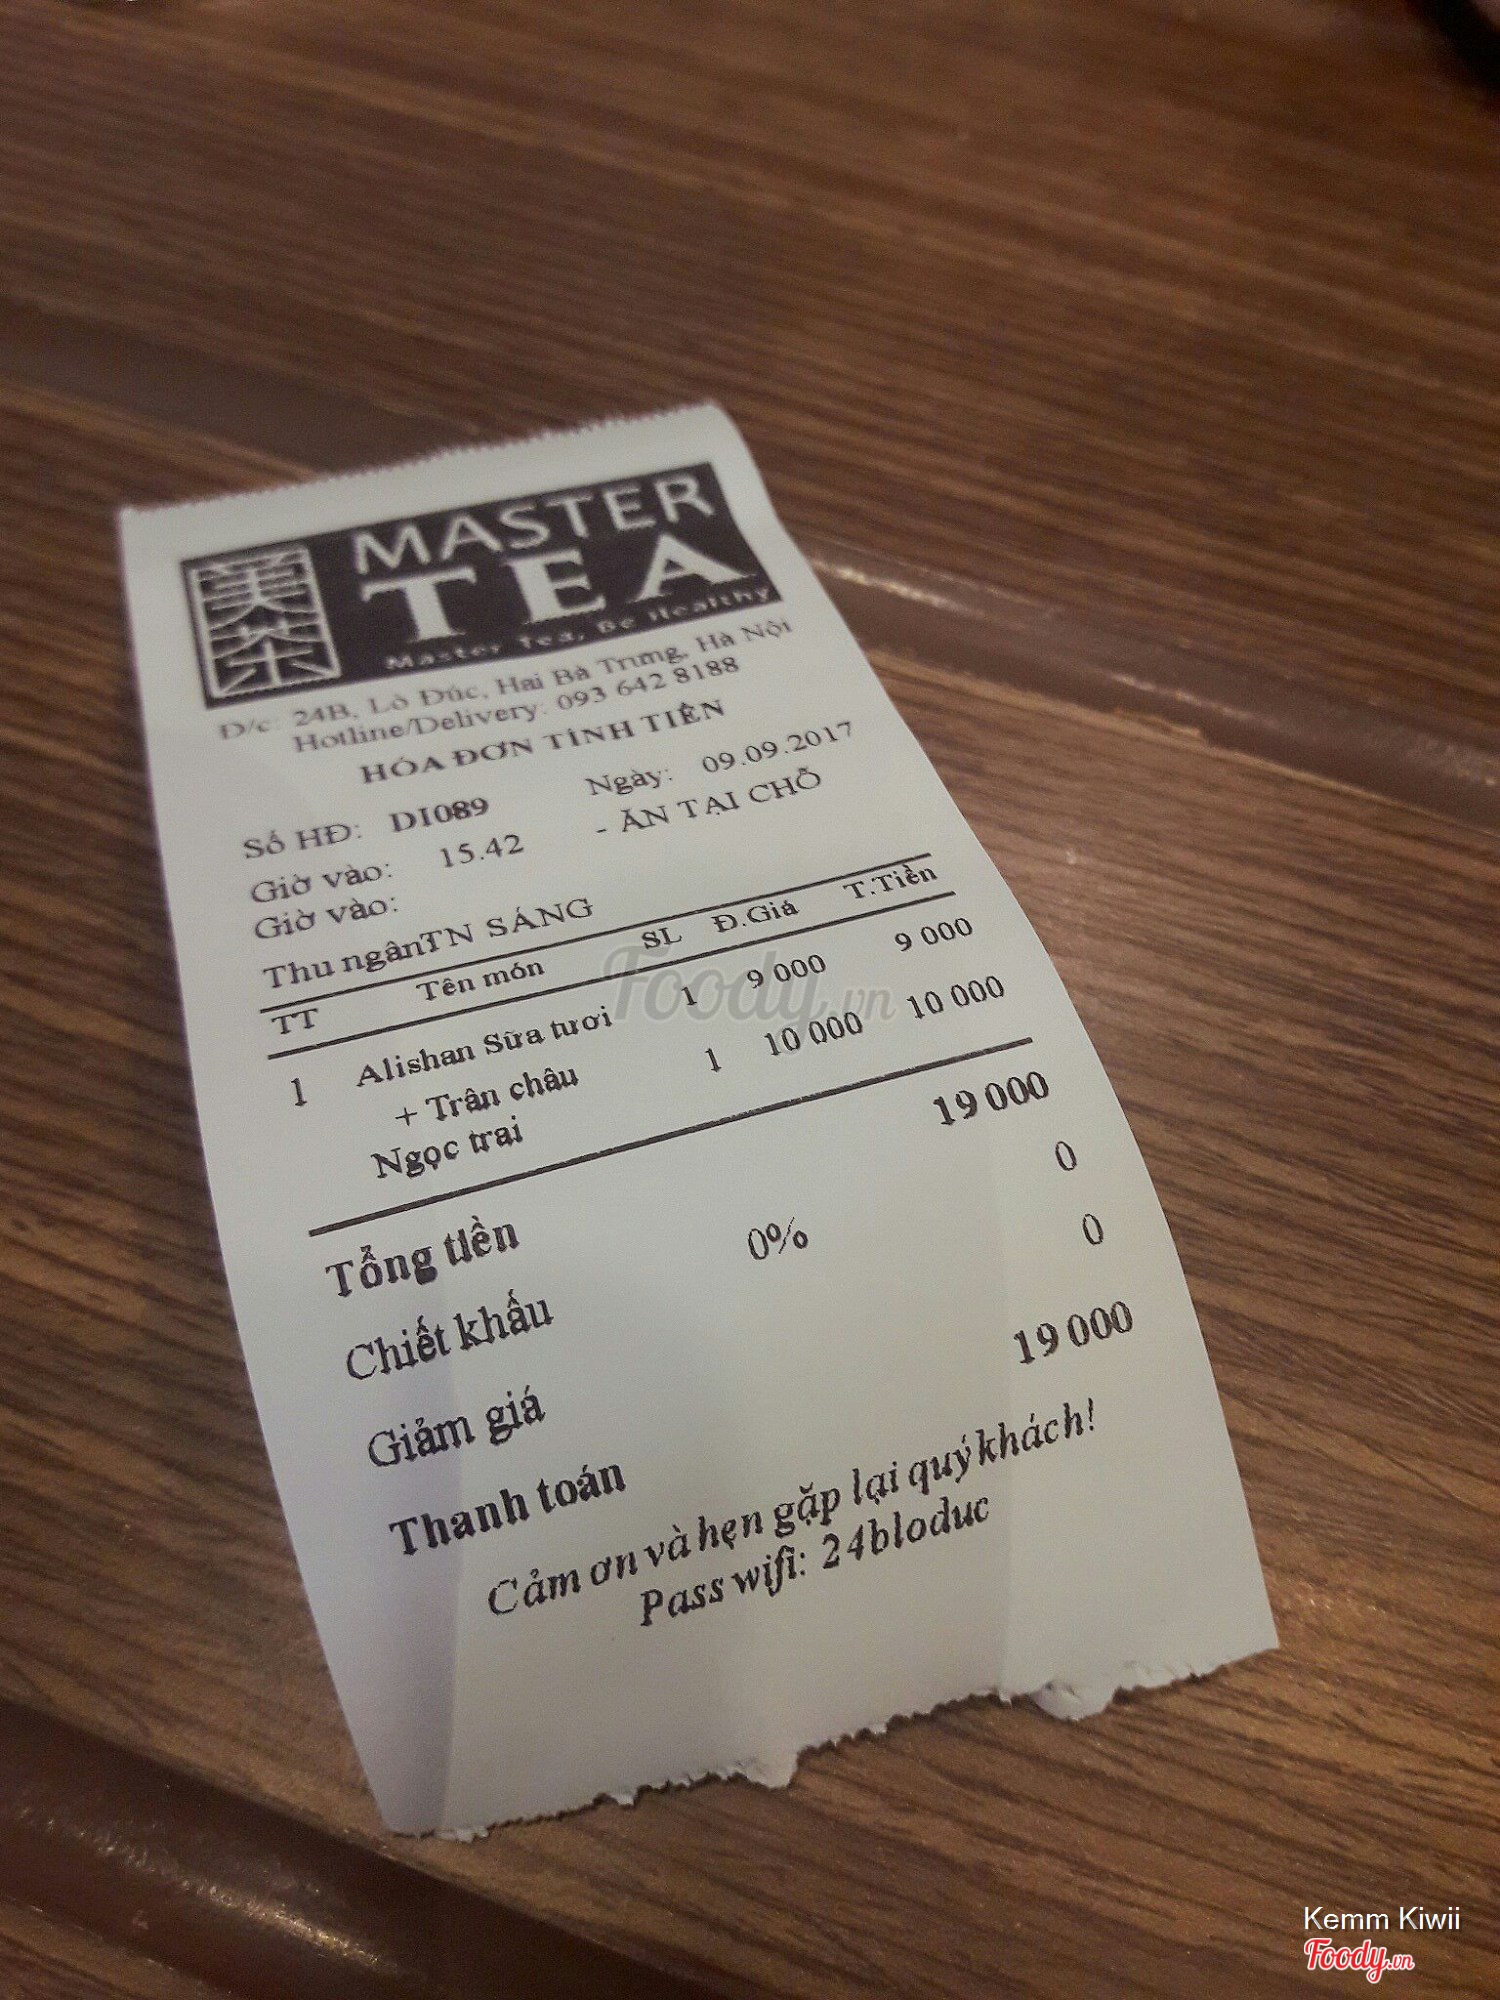 美茶
MASTER
TEA
Master Tea, Be Healthy
Đ/c: 24B, Lò Đúc, Hai Bà Trưng, Hà Nội
Hotline/Delivery: 093 642 8188
HÓA ĐƠN TÍNH TIỀN
Số HĐ: DI089 Ngày: 09.09.2017
Giờ vào: 15.42 - ĂN TẠI CHỖ
Giờ vào:
Thu ngânTN SÁNG
TT Tên món SL Đ.Giá T.Tiền
1 Alishan Sữa tươi 1 9 000 9 000
+ Trân châu 1 10 000 10 000
Ngọc trai
Tổng tiền 19 000
Chiết khấu 0% 0
Giảm giá 0
Thanh toán 19 000
Cảm ơn và hẹn gặp lại quý khách!
Pass wifi: 24bloduc
Foody.vn
Kemm Kiwii
Foody.vn